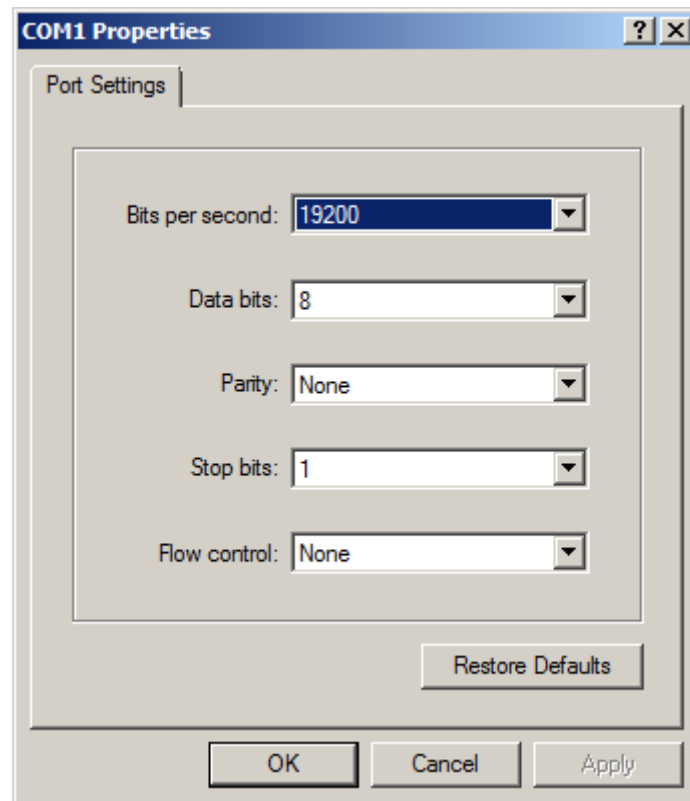 COM1 Properties
Port Settings
Bits per second: 19200
Data bits: 8
Parity: None
Stop bits: 1
Flow control: None
Restore Defaults
OK Cancel Apply